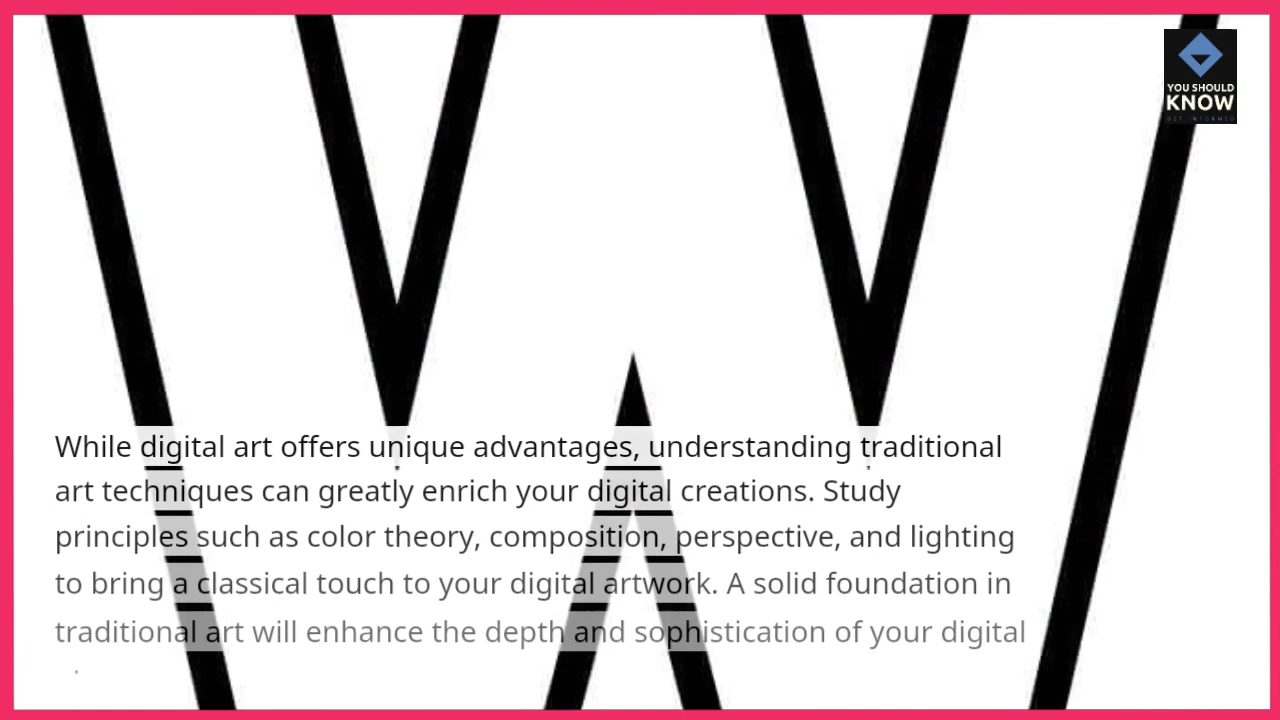 YOU SHOULD
KNOW
GET INFORMED
While digital art offers unique advantages, understanding traditional
art techniques can greatly enrich your digital creations. Study
principles such as color theory, composition, perspective, and lighting
to bring a classical touch to your digital artwork. A solid foundation in
traditional art will enhance the depth and sophistication of your digital